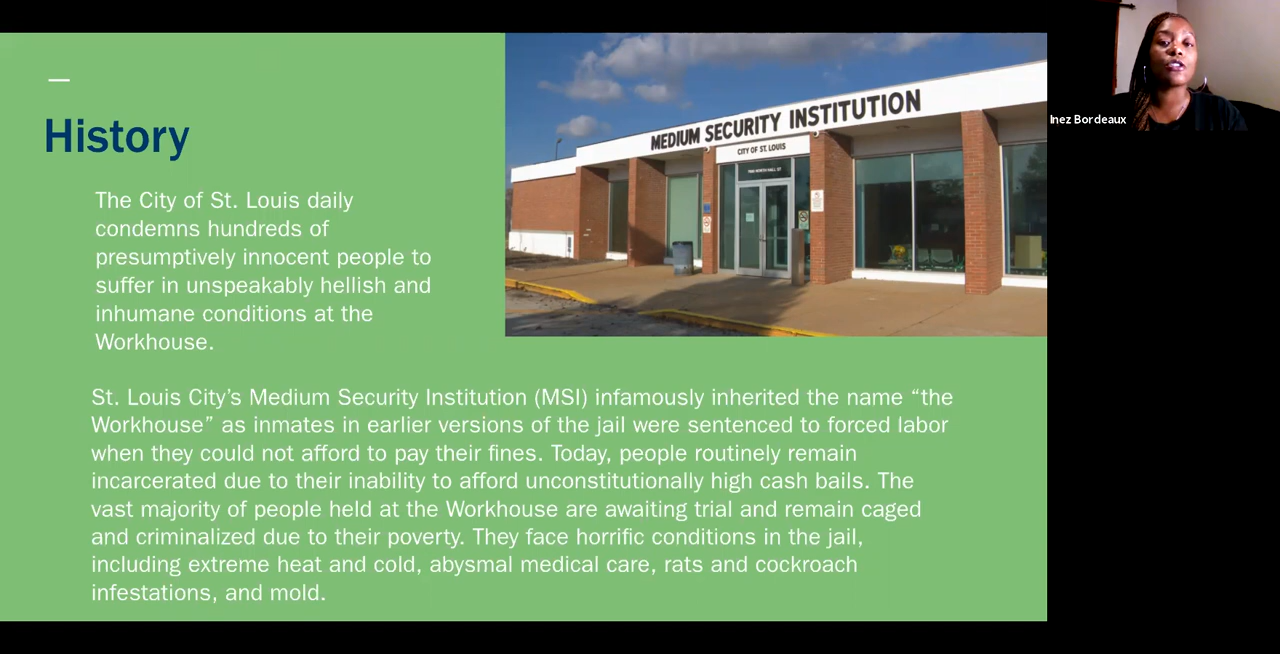 History
The City of St. Louis daily
condemns hundreds of
presumptively innocent people to
suffer in unspeakably hellish and
inhumane conditions at the
Workhouse.
MEDIUM SECURITY INSTITUTION
CITY OF ST. LOUIS
Inez Bordeaux
St. Louis City’s Medium Security Institution (MSI) infamously inherited the name “the
Workhouse” as inmates in earlier versions of the jail were sentenced to forced labor
when they could not afford to pay their fines. Today, people routinely remain
incarcerated due to their inability to afford unconstitutionally high cash bails. The
vast majority of people held at the Workhouse are awaiting trial and remain caged
and criminalized due to their poverty. They face horrific conditions in the jail,
including extreme heat and cold, abysmal medical care, rats and cockroach
infestations, and mold.